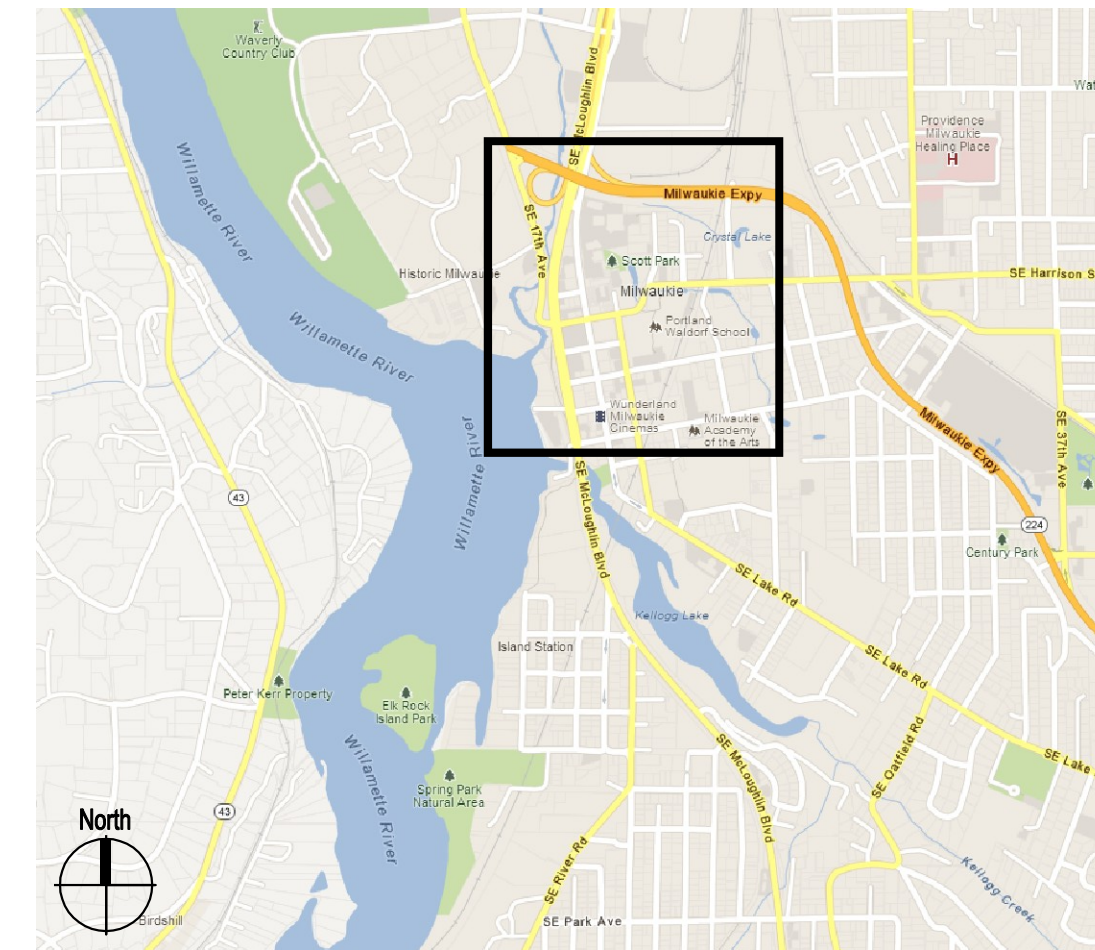 Waverly
Country Club
SE McLoughlin Blvd
Wat
Providence
Milwaukie
Healing Place
H
Willamette River
Milwaukie Expy
SE 17th Ave
Crystal Lake
Scott Park
Historic Milwaukie
SE Harrison S
Milwaukie
Portland
Waldorf School
Willamette River
Wunderland
Milwaukie
Cinemas
Milwaukie
Academy
of the Arts
Willamette River
River
Milwaukie Expy
SE 37th Ave
43
SE McLoughlin Blvd
224
Century Park
SE Lake Rd
Kellogg Lake
Island Station
SE Lake Rd
Peter Kerr Property
Elk Rock
Island Park
SE Oatfield Rd
SE Lake
SE McLoughlin Blvd
Willamette River
Spring Park
Natural Area
43
North
SE River Rd
Kellogg Creek
Birdshill
SE Park Ave